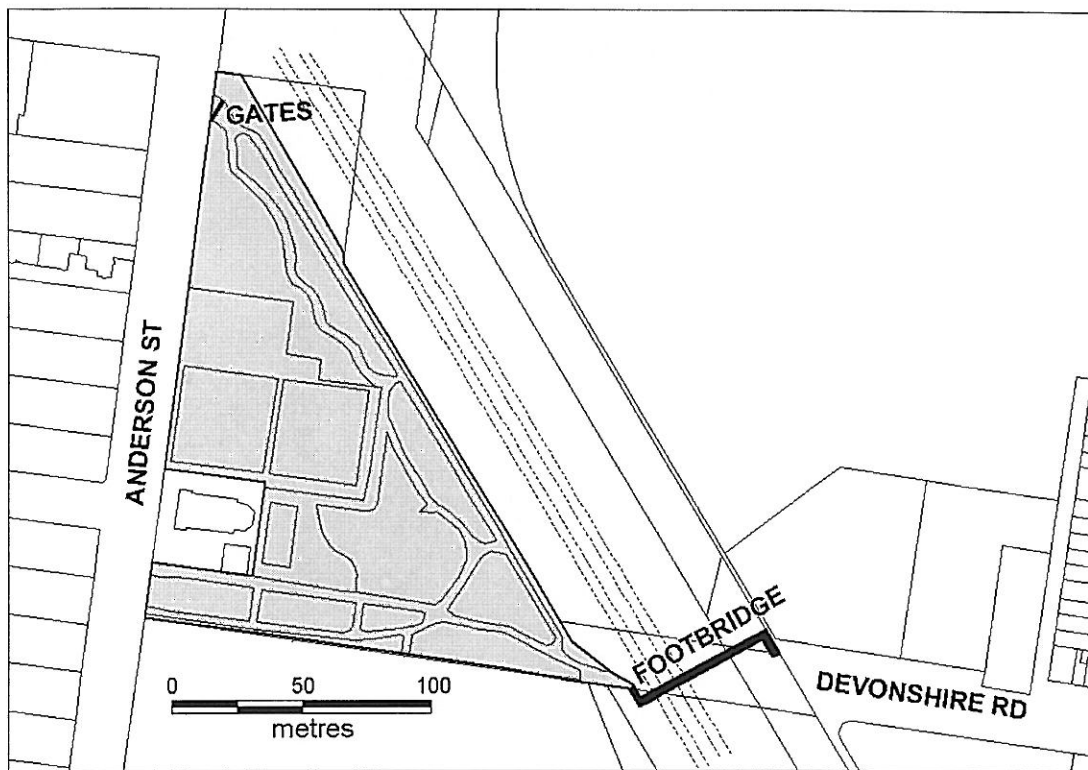 GATES
ANDERSON ST
FOOTBRIDGE
DEVONSHIRE RD
0 50 100
metres